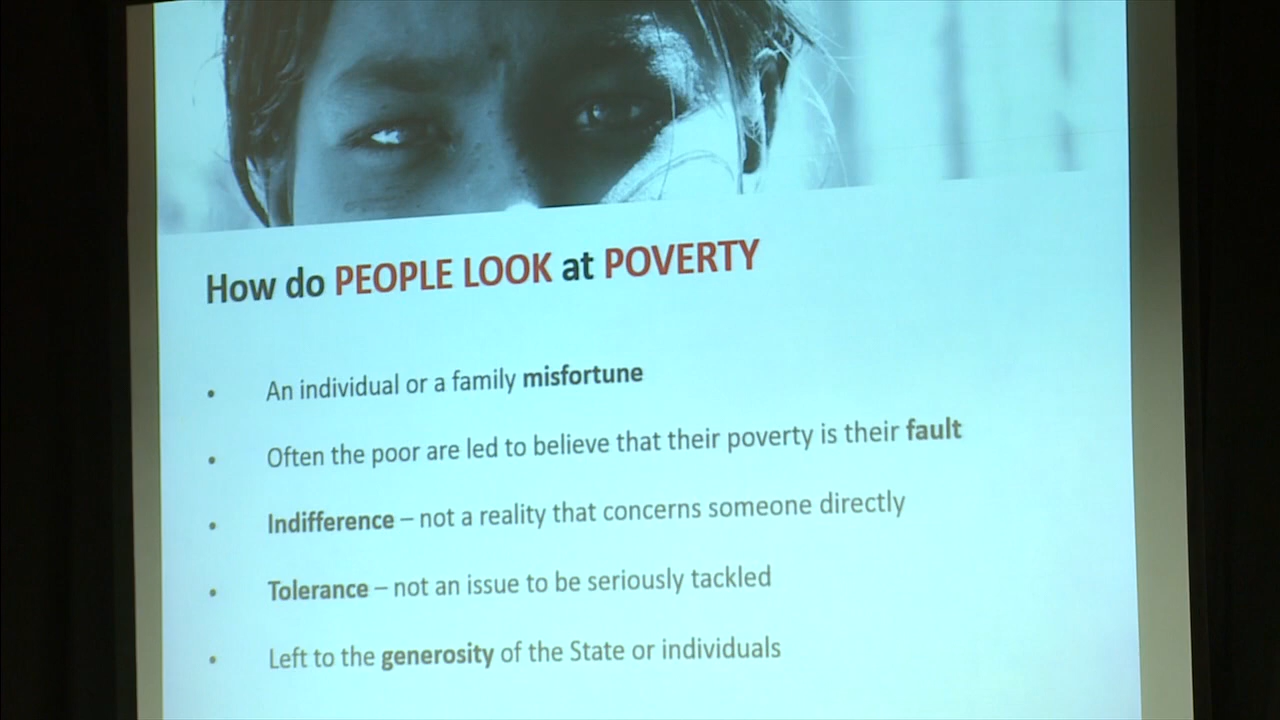 How do PEOPLE LOOK at POVERTY
• An individual or a family misfortune
• Often the poor are led to believe that their poverty is their fault
• Indifference – not a reality that concerns someone directly
• Tolerance – not an issue to be seriously tackled
• Left to the generosity of the State or individuals